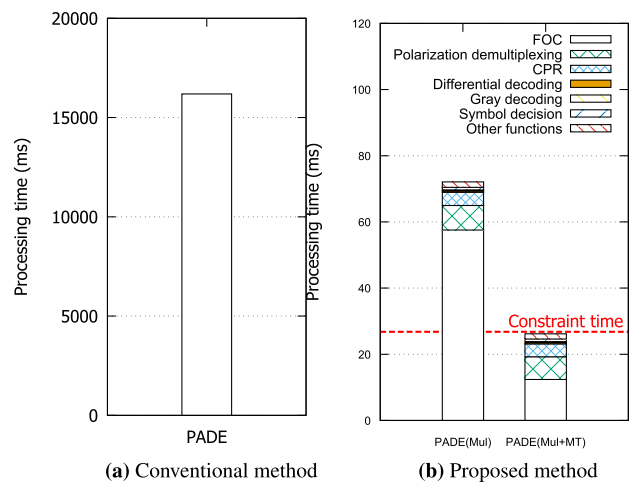 20000
15000
10000
5000
0
Processing time (ms)
PADE
(a) Conventional method
120
100
80
60
40
20
0
Processing time (ms)
FOC
Polarization demultiplexing
CPR
Differential decoding
Gray decoding
Symbol decision
Other functions
Constraint time
PADE(Mul)
PADE(Mul+MT)
(b) Proposed method